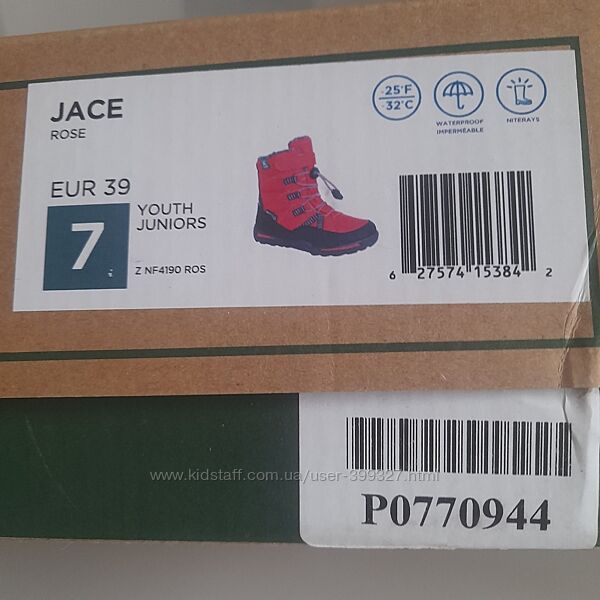 JACE
ROSE
EUR 39
7
YOUTH
JUNIORS
Z NF4190 ROS
-25°F
-32°C
WATERPROOF
IMPERMÉABLE
NITERAYS
6 27574 15384 2
www.kidstaff.com.ua/user-399327.html
P0770944